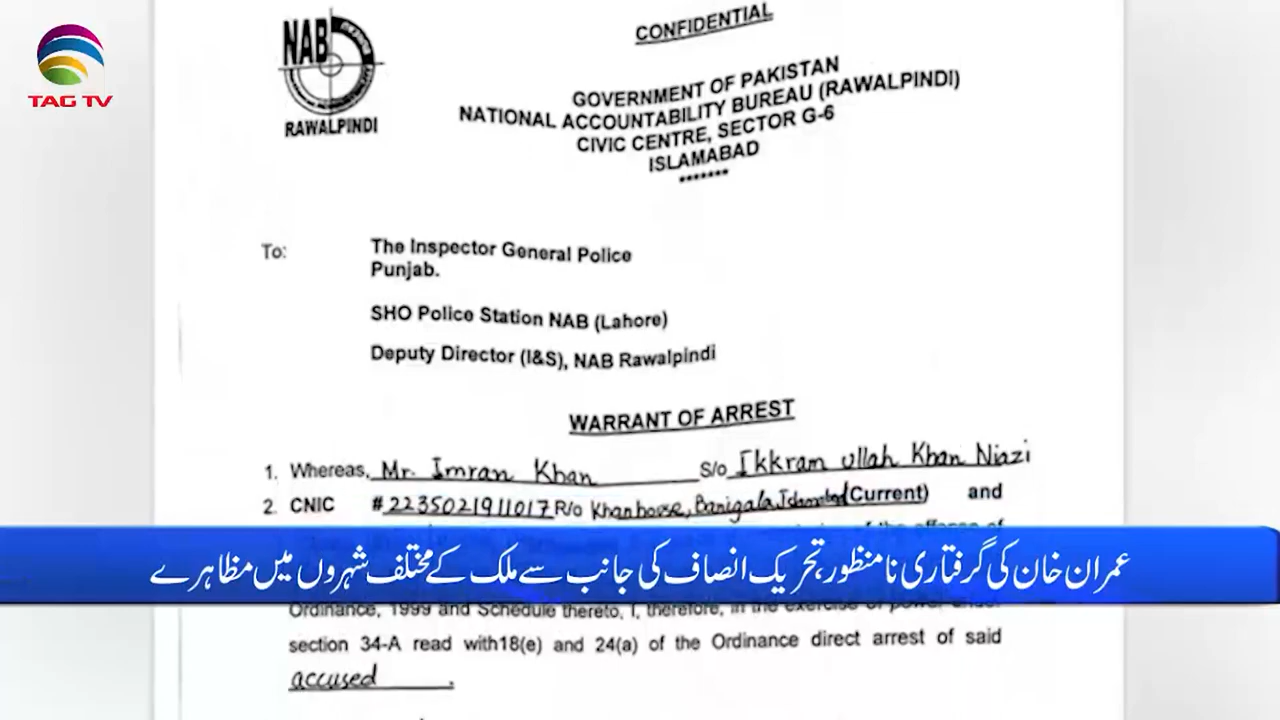 TAG TV
NAB
RAWALPINDI
CONFIDENTIAL
GOVERNMENT OF PAKISTAN
NATIONAL ACCOUNTABILITY BUREAU (RAWALPINDI)
CIVIC CENTRE, SECTOR G-6
ISLAMABAD
*******
To: The Inspector General Police
Punjab.
SHO Police Station NAB (Lahore)
Deputy Director (I&S), NAB Rawalpindi
WARRANT OF ARREST
1. Whereas, Mr. Imran Khan S/o Ikkram ullah Khan Niazi
2. CNIC #2235021911017 R/o Khan house, Banigala, Islamabad (Current) and
عمران خان کی گرفتاری نامنظور، تحریک انصاف کی جانب سے ملک کے مختلف شہروں میں مظاہرے
Ordinance, 1999 and Schedule thereto, I, therefore, in the exercise of power under
section 34-A read with18(e) and 24(a) of the Ordinance direct arrest of said
accused .